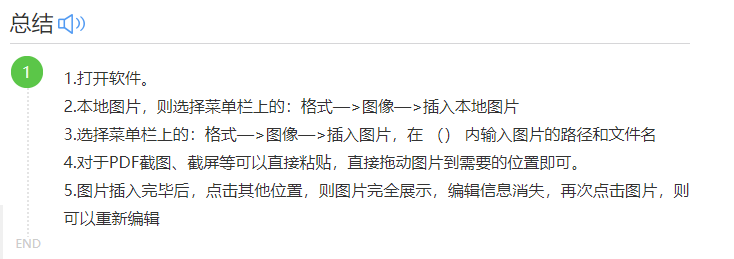 总结
1
1.打开软件。
2.本地图片，则选择菜单栏上的：格式—>图像—>插入本地图片
3.选择菜单栏上的：格式—>图像—>插入图片，在 （） 内输入图片的路径和文件名
4.对于PDF截图、截屏等可以直接粘贴，直接拖动图片到需要的位置即可。
5.图片插入完毕后，点击其他位置，则图片完全展示，编辑信息消失，再次点击图片，则
可以重新编辑
END